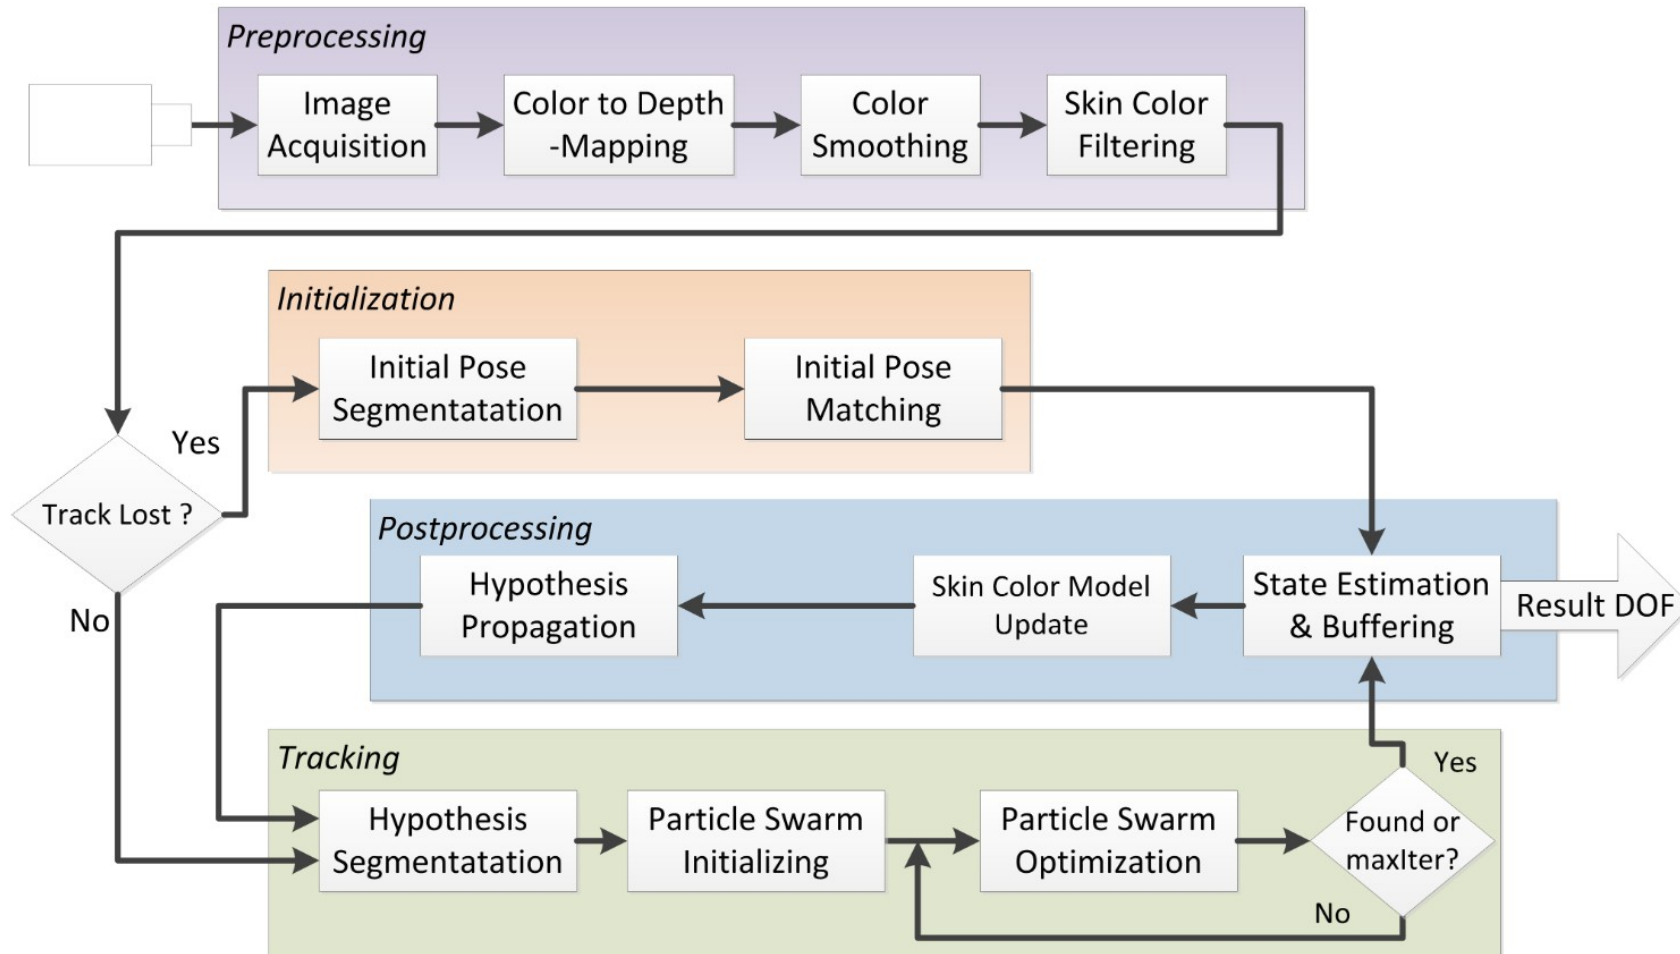 Preprocessing
Image
Acquisition
Color to Depth
-Mapping
Color
Smoothing
Skin Color
Filtering
Initialization
Initial Pose
Segmentatation
Initial Pose
Matching
Yes
Track Lost ?
No
Postprocessing
Hypothesis
Propagation
Skin Color Model
Update
State Estimation
& Buffering
Result DOF
Tracking
Hypothesis
Segmentatation
Particle Swarm
Initializing
Particle Swarm
Optimization
Found or
maxIter?
Yes
No